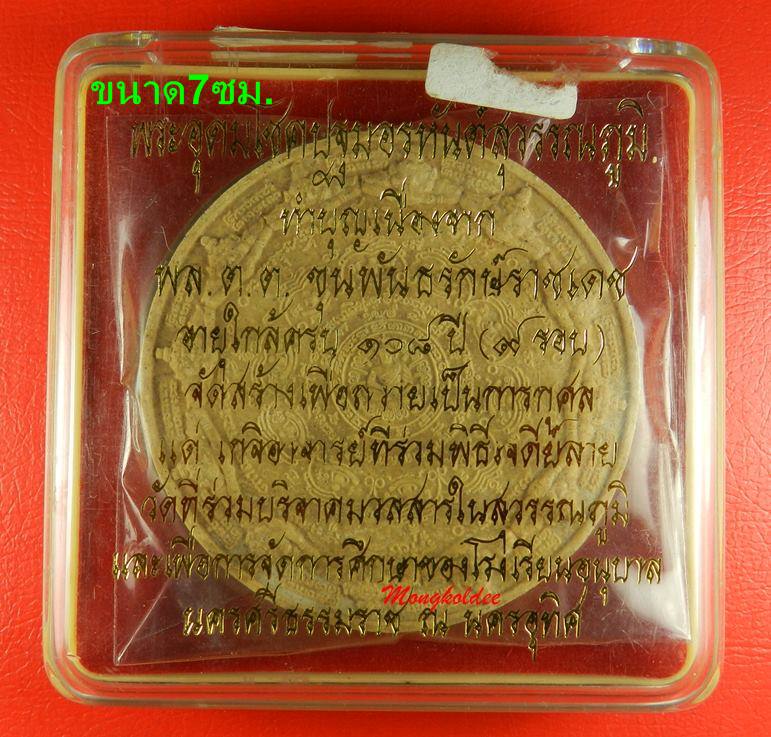 ขนาด7ซม.
พระอุดมโชคปฐมอรหันต์สุวรรณภูมิ.
ทำบุญเนื่องจาก
พล.ต.ต. ขุนพันธรักษ์ราชเดช
อายุใกล้ครบ ๑๐๘ ปี (๙ รอบ)
จัดสร้างเพื่อถวายเป็นการกุศล
แด่ เกจิอาจารย์ที่ร่วมพิธีเจดีย์ลาย
วัดที่ร่วมบริจาคมวลสารในสุวรรณภูมิ
และเพื่อการจัดการศึกษาของโรงเรียนอนุบาล
Mongkoldee
นครศรีธรรมราช ณ นครอุทิศ